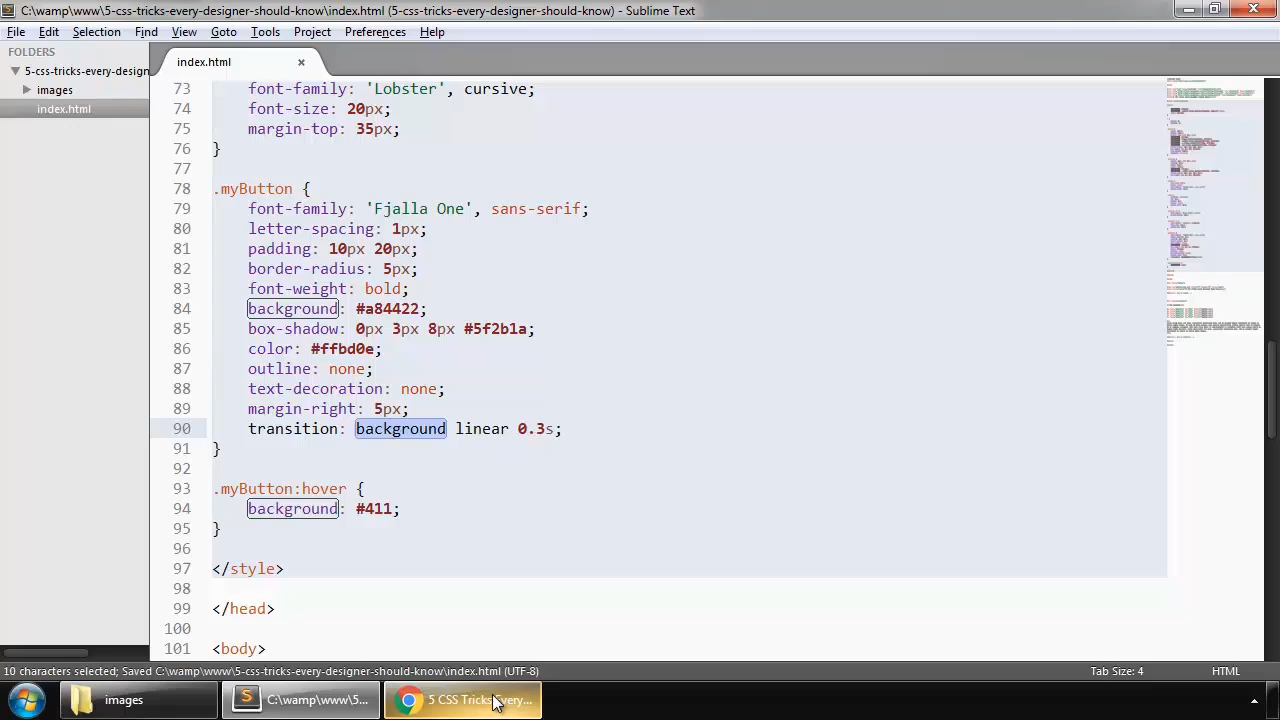 C:\wamp\www\5-css-tricks-every-designer-should-know\index.html (5-css-tricks-every-designer-should-know) - Sublime Text
File Edit Selection Find View Goto Tools Project Preferences Help
FOLDERS
5-css-tricks-every-design
images
index.html
index.html ×
73 font-family: 'Lobster', cursive;
74 font-size: 20px;
75 margin-top: 35px;
76 }
77
78 .myButton {
79 font-family: 'Fjalla One', sans-serif;
80 letter-spacing: 1px;
81 padding: 10px 20px;
82 border-radius: 5px;
83 font-weight: bold;
84 background: #a84422;
85 box-shadow: 0px 3px 8px #5f2b1a;
86 color: #ffbd0e;
87 outline: none;
88 text-decoration: none;
89 margin-right: 5px;
90 transition: background linear 0.3s;
91 }
92
93 .myButton:hover {
94 background: #411;
95 }
96
97 </style>
98
99 </head>
100
101 <body>
10 characters selected; Saved C:\wamp\www\5-css-tricks-every-designer-should-know\index.html (UTF-8) Tab Size: 4 HTML
images C:\wamp\www\5... 5 CSS Tricks Every...